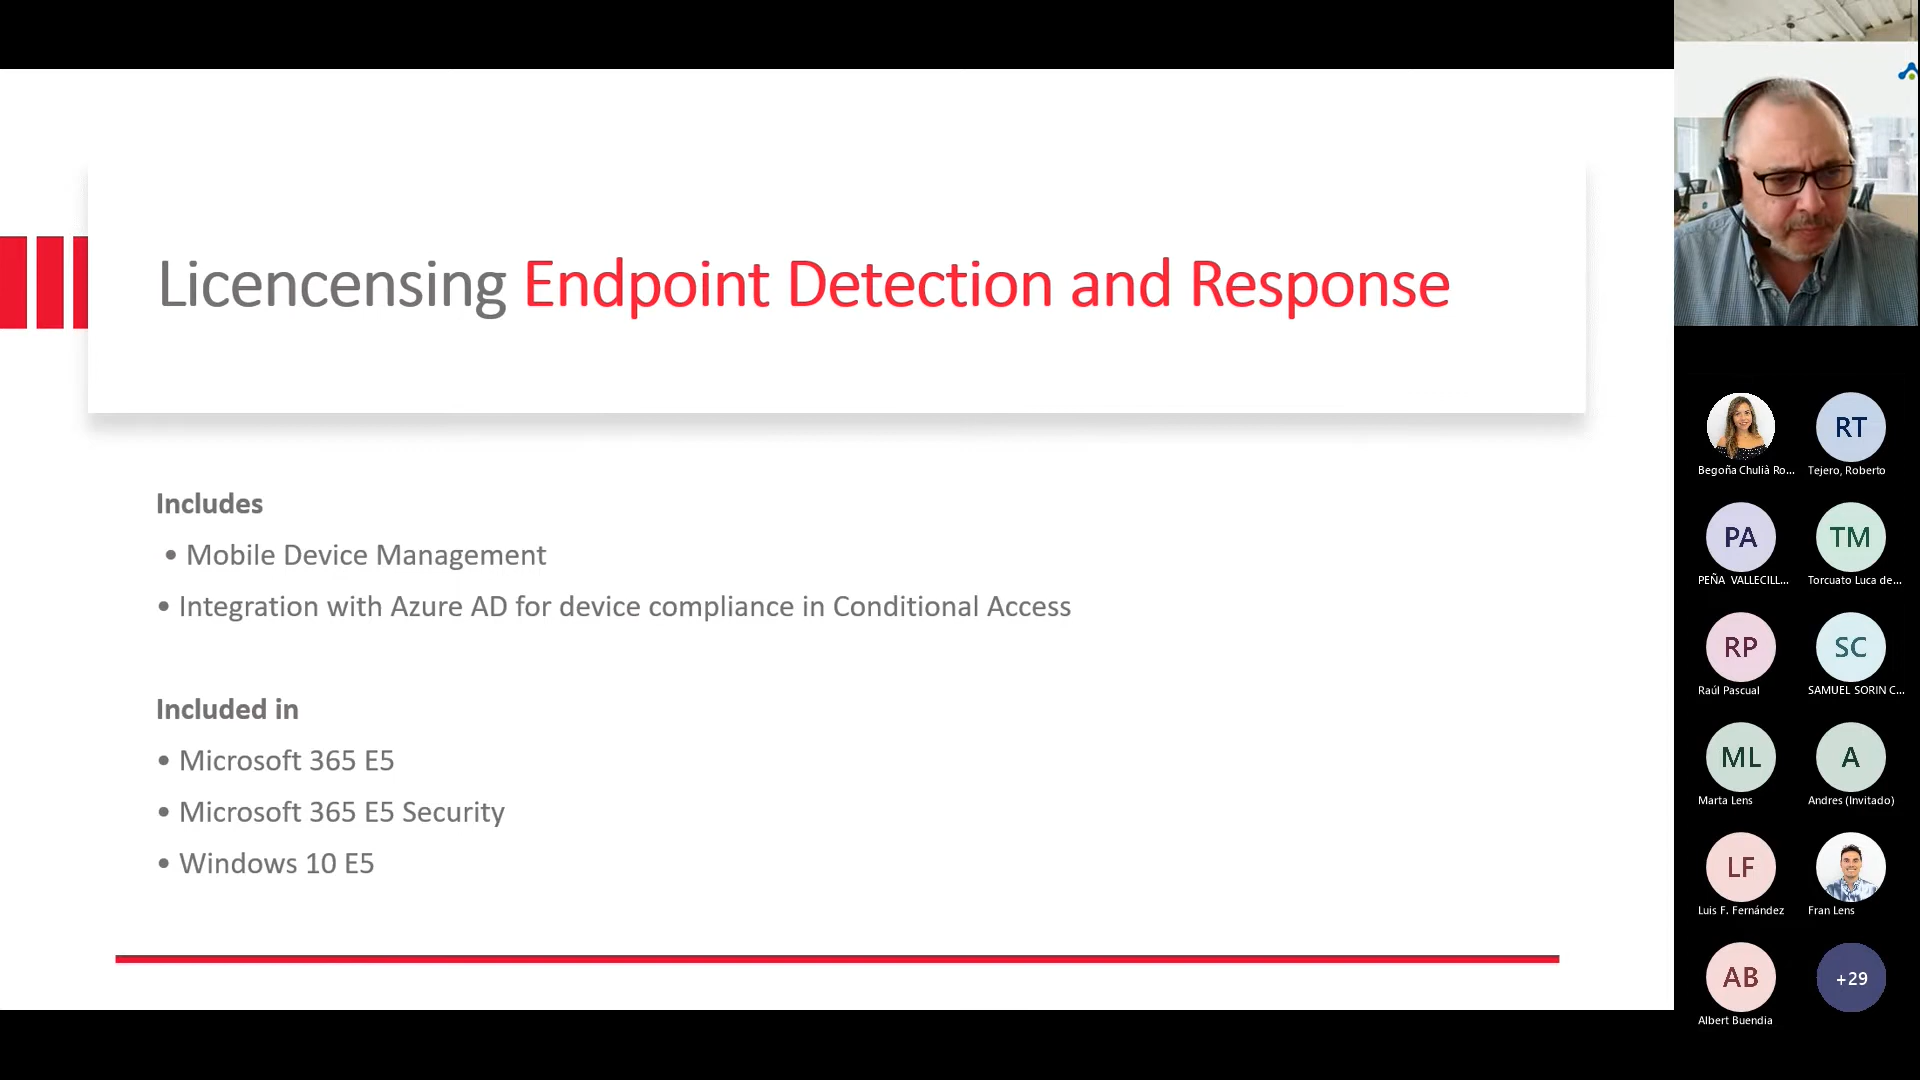 Licencensing Endpoint Detection and Response
Includes
• Mobile Device Management
• Integration with Azure AD for device compliance in Conditional Access
Included in
• Microsoft 365 E5
• Microsoft 365 E5 Security
• Windows 10 E5
Begoña Chulià Ro...
RT
Tejero, Roberto
PA
PEÑA VALLECILL...
TM
Torcuato Luca de...
RP
Raúl Pascual
SC
SAMUEL SORIN C...
ML
Marta Lens
A
Andres (Invitado)
LF
Luis F. Fernández
Fran Lens
AB
Albert Buendia
+29